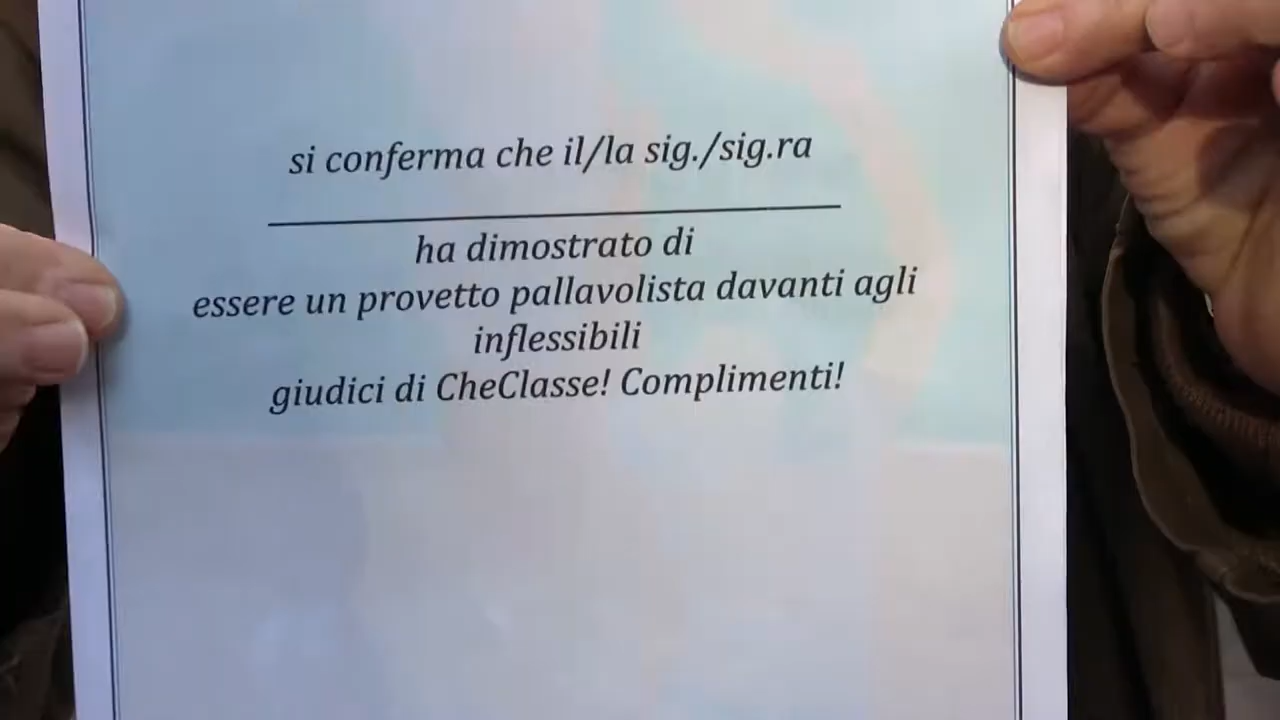 si conferma che il/la sig./sig.ra
ha dimostrato di
essere un provetto pallavolista davanti agli
inflessibili
giudici di CheClasse! Complimenti!